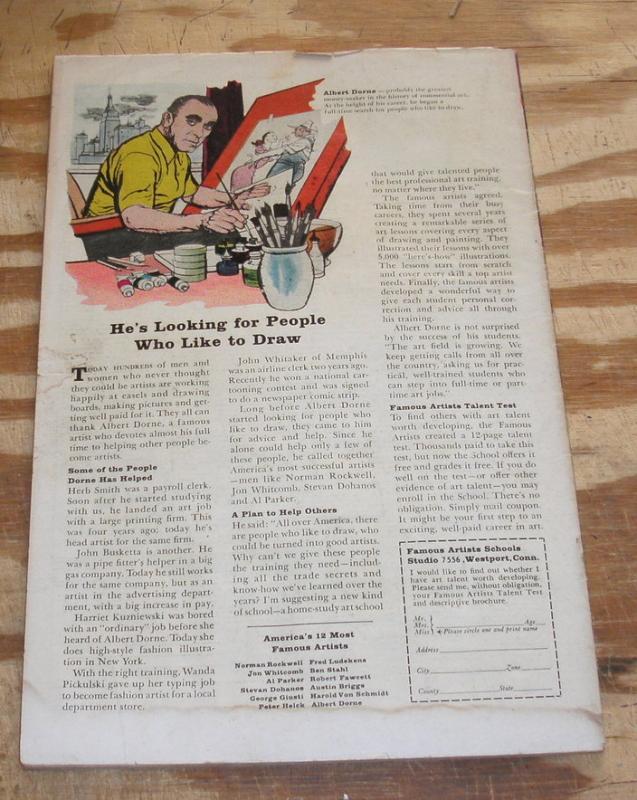 Albert Dorne — probably the greatest
money-maker in the history of commercial art.
At the height of his career, he began a
full-time search for people who like to draw.
He's Looking for People
Who Like to Draw
TODAY HUNDREDS of men and
women who never thought
they could be artists are working
happily at easels and drawing
boards, making pictures and get-
ting well paid for it. They all can
thank Albert Dorne, a famous
artist who devotes almost his full
time to helping other people be-
come artists.
Some of the People
Dorne Has Helped
Herb Smith was a payroll clerk.
Soon after he started studying
with us, he landed an art job
with a large printing firm. This
was four years ago; today he's
head artist for the same firm.
John Busketta is another. He
was a pipe fitter's helper in a big
gas company. Today he still works
for the same company, but as an
artist in the advertising depart-
ment, with a big increase in pay.
Harriet Kuzniewski was bored
with an "ordinary" job before she
heard of Albert Dorne. Today she
does high-style fashion illustra-
tion in New York.
With the right training, Wanda
Pickulski gave up her typing job
to become fashion artist for a local
department store.
John Whitaker of Memphis
was an airline clerk two years ago.
Recently he won a national car-
tooning contest and was signed
to do a newspaper comic strip.
Long before Albert Dorne
started looking for people who
like to draw, they came to him
for advice and help. Since he
alone could help only a few of
these people, he called together
America's most successful artists
—men like Norman Rockwell,
Jon Whitcomb, Stevan Dohanos
and Al Parker.
A Plan to Help Others
He said: "All over America, there
are people who like to draw, who
could be turned into good artists.
Why can't we give these people
the training they need—includ-
ing all the trade secrets and
know-how we've learned over the
years? I'm suggesting a new kind
of school—a home-study art school
America's 12 Most
Famous Artists
Norman Rockwell Fred Ludekens
Jon Whitcomb Ben Stahl
Al Parker Robert Fawcett
Stevan Dohanos Austin Briggs
George Giusti Harold Von Schmidt
Peter Helck Albert Dorne
that would give talented people
the best professional art training,
no matter where they live."
The famous artists agreed.
Taking time from their busy
careers, they spent several years
creating a remarkable series of
art lessons covering every aspect
of drawing and painting. They
illustrated their lessons with over
5,000 "here's-how" illustrations.
The lessons start from scratch
and cover every skill a top artist
needs. Finally, the famous artists
developed a wonderful way to
give each student personal cor-
rection and advice all through
his training.
Albert Dorne is not surprised
by the success of his students.
"The art field is growing. We
keep getting calls from all over
the country, asking us for prac-
tical, well-trained students who
can step into full-time or part-
time art jobs."
Famous Artists Talent Test
To find others with art talent
worth developing, the Famous
Artists created a 12-page talent
test. Thousands paid to take this
test, but now the School offers it
free and grades it free. If you do
well on the test—or offer other
evidence of art talent—you may
enroll in the School. There's no
obligation. Simply mail coupon.
It might be your first step to an
exciting, well-paid career in art.
Famous Artists Schools
Studio 7556, Westport, Conn.
I would like to find out whether I
have art talent worth developing.
Please send me, without obligation,
your Famous Artists Talent Test
and descriptive brochure.
Mr.
Mrs. Age
Miss Please circle one and print name
Address
City Zone
County State